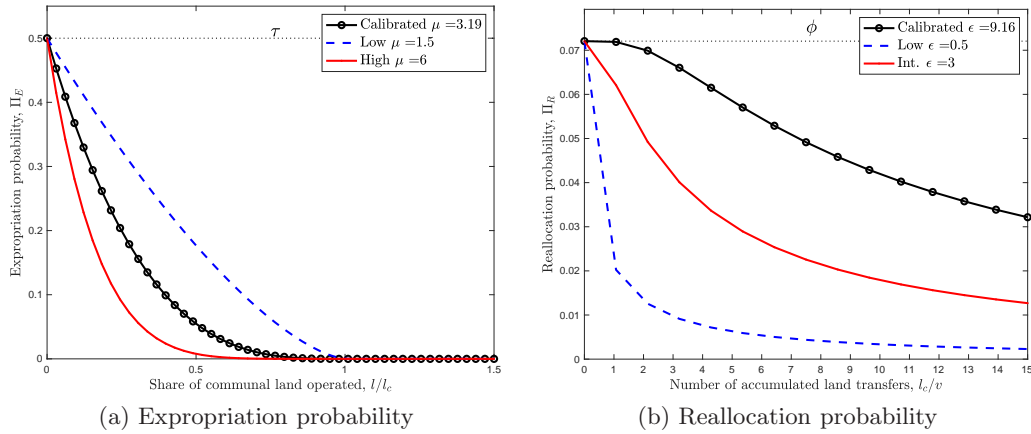 τ
Calibrated μ =3.19
Low μ =1.5
High μ =6
Expropriation probability, Π_E
0.5
0.4
0.3
0.2
0.1
0
0 0.5 1 1.5
Share of communal land operated, l/l_c
(a) Expropriation probability
ϕ
Calibrated ϵ =9.16
Low ϵ =0.5
Int. ϵ =3
Reallocation probability, Π_R
0.07
0.06
0.05
0.04
0.03
0.02
0.01
0
0 1 2 3 4 5 6 7 8 9 10 11 12 13 14 15
Number of accumulated land transfers, l_c/v
(b) Reallocation probability